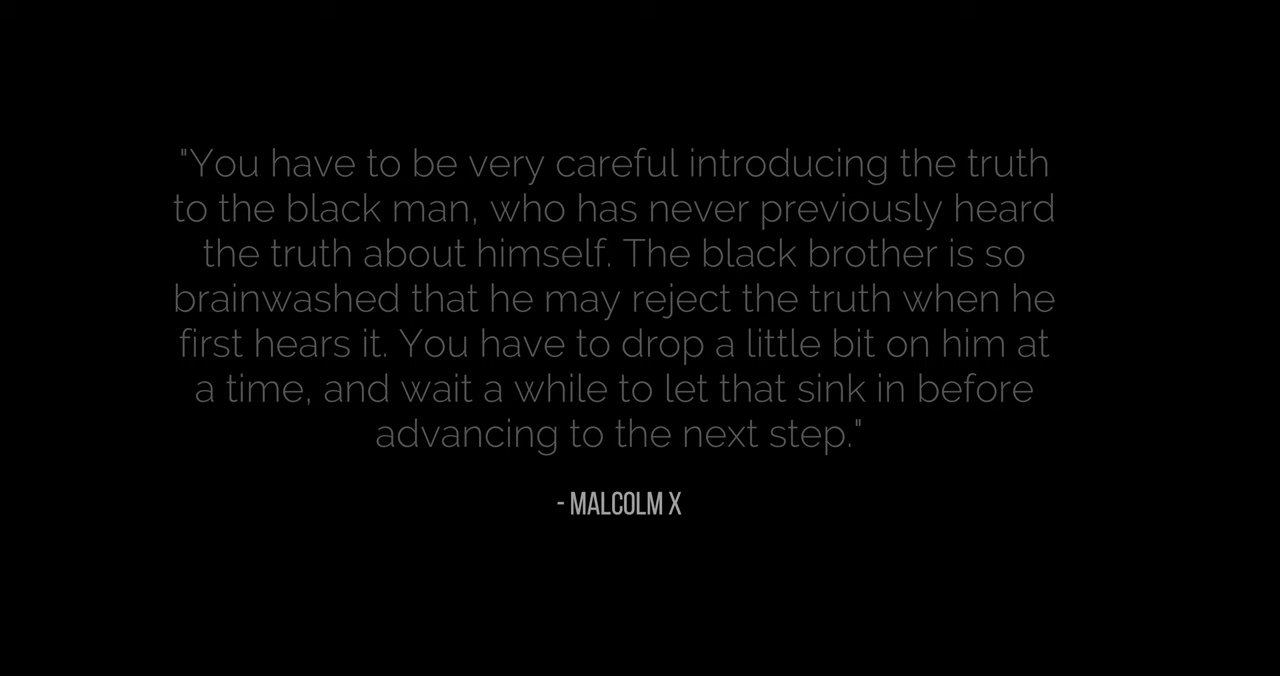 "You have to be very careful introducing the truth
to the black man, who has never previously heard
the truth about himself. The black brother is so
brainwashed that he may reject the truth when he
first hears it. You have to drop a little bit on him at
a time, and wait a while to let that sink in before
advancing to the next step."
- MALCOLM X